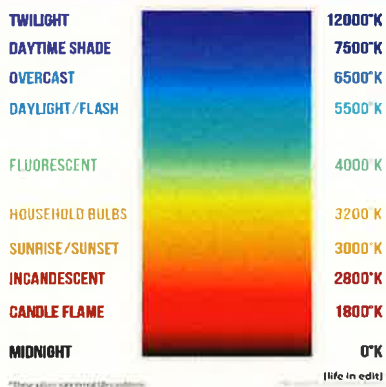 TWILIGHT 12000°K
DAYTIME SHADE 7500°K
OVERCAST 6500°K
DAYLIGHT/FLASH 5500°K
FLUORESCENT 4000°K
HOUSEHOLD BULBS 3200°K
SUNRISE/SUNSET 3000°K
INCANDESCENT 2800°K
CANDLE FLAME 1800°K
MIDNIGHT 0°K
[life in edit]